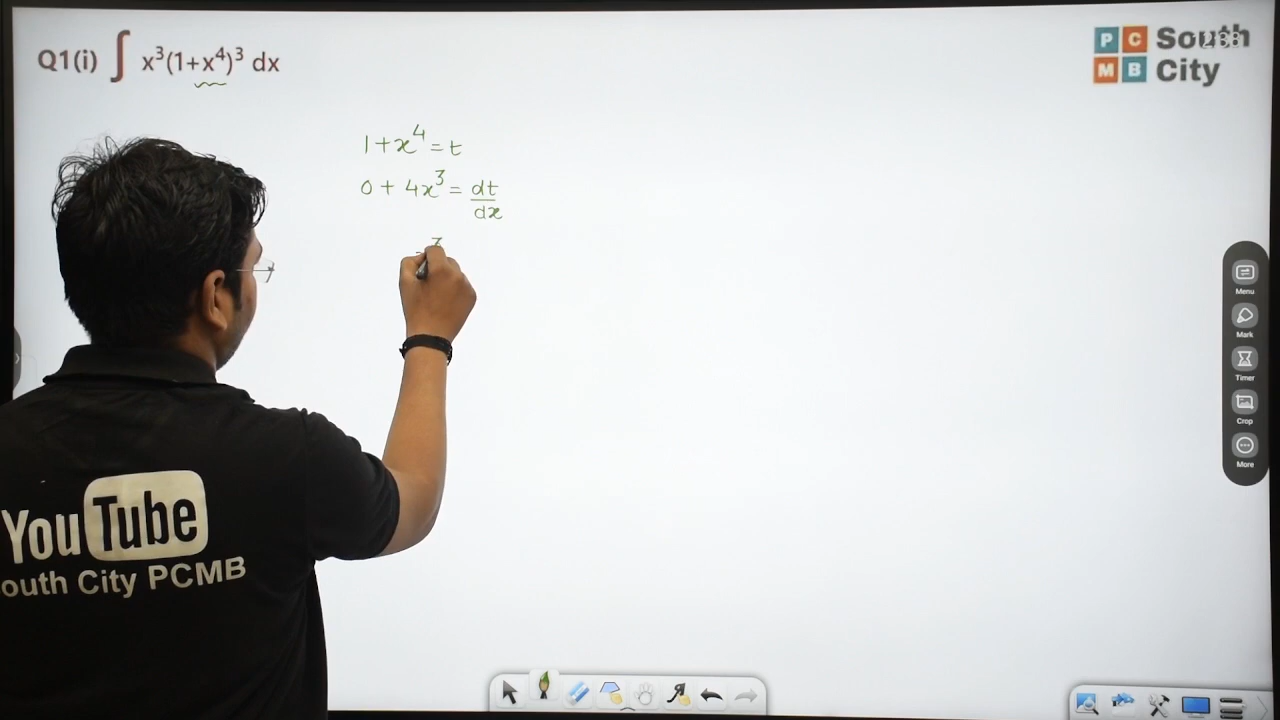 Q1(i) ∫ x³(1+x⁴)³ dx
P C M B South City
1+x⁴=t
0+4x³=dt/dx
Menu
Mark
Timer
Crop
More
YouTube
outh City PCMB